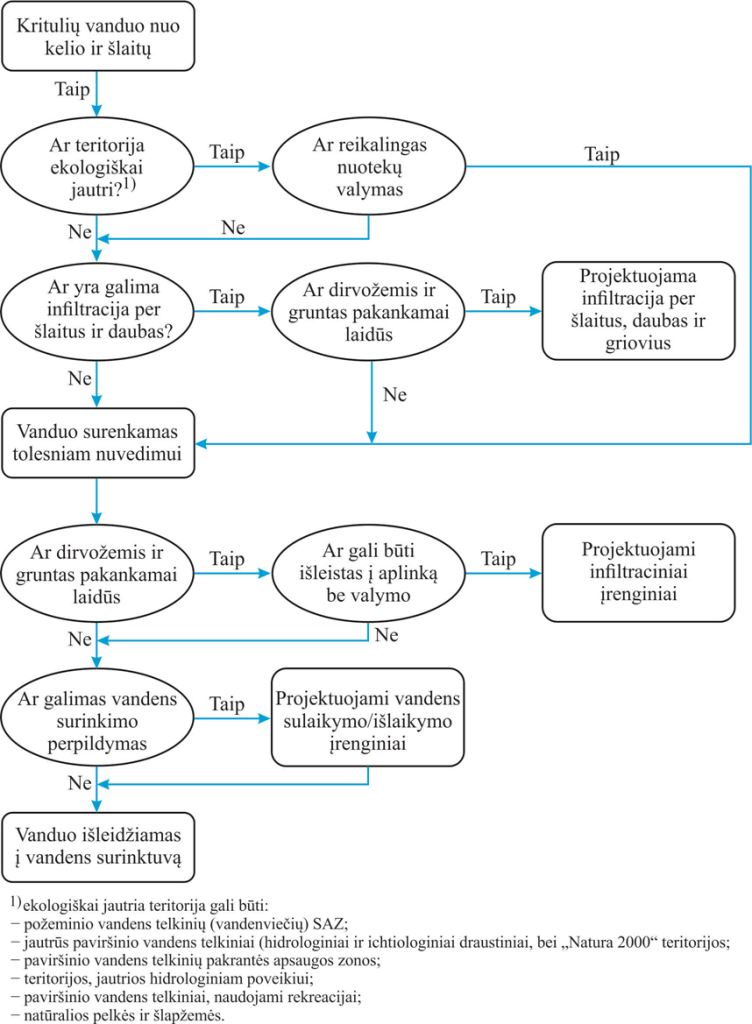 Kritulių vanduo nuo
kelio ir šlaitų
Taip
Ar teritorija
ekologiškai
jautri?1)
Taip
Ar reikalingas
nuotekų
valymas
Taip
Ne
Ne
Ar yra galima
infiltracija per
šlaitus ir daubas?
Taip
Ar dirvožemis ir
gruntas pakankamai
laidūs
Taip
Projektuojama
infiltracija per
šlaitus, daubas ir
griovius
Ne
Ne
Vanduo surenkamas
tolesniam nuvedimui
Ar dirvožemis ir
gruntas pakankamai
laidūs
Taip
Ar gali būti
išleistas į aplinką
be valymo
Taip
Projektuojami
infiltraciniai
įrenginiai
Ne
Ne
Ar galimas vandens
surinkimo
perpildymas
Taip
Projektuojami vandens
sulaikymo/išlaikymo
įrenginiai
Ne
Vanduo išleidžiamas
į vandens surinktuvą
1) ekologiškai jautria teritorija gali būti:
– požeminio vandens telkinių (vandenviečių) SAZ;
– jautrūs paviršinio vandens telkiniai (hidrologiniai ir ichtiologiniai draustiniai, bei „Natura 2000“ teritorijos;
– paviršinio vandens telkinių pakrantės apsaugos zonos;
– teritorijos, jautrios hidrologiniam poveikiui;
– paviršinio vandens telkiniai, naudojami rekreacijai;
– natūralios pelkės ir šlapžemės.